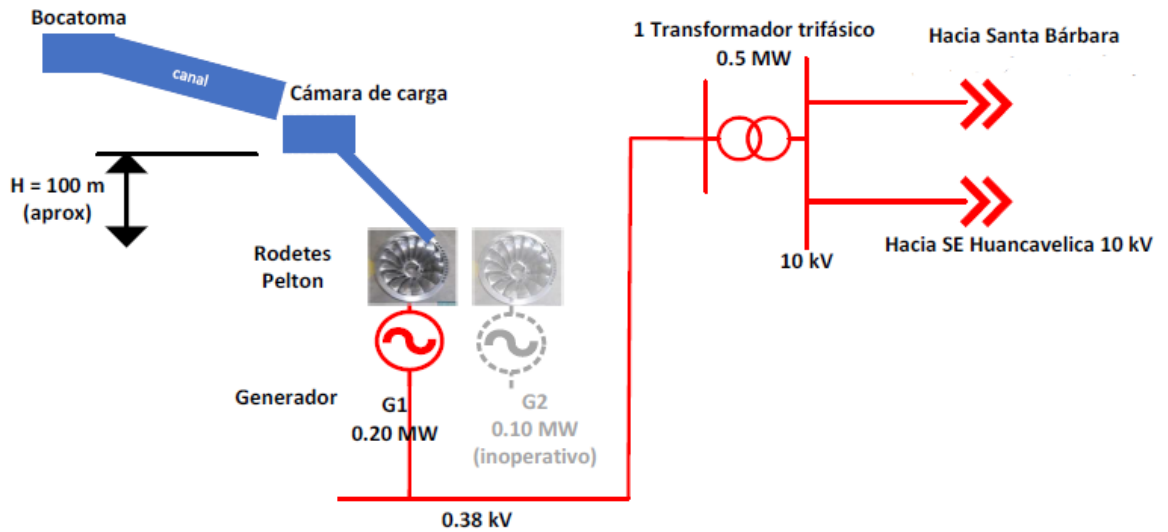 Bocatoma
canal
Cámara de carga
H = 100 m
(aprox)
Rodetes
Pelton
Generador
G1
0.20 MW
G2
0.10 MW
(inoperativo)
0.38 kV
1 Transformador trifásico
0.5 MW
10 kV
Hacia Santa Bárbara
Hacia SE Huancavelica 10 kV